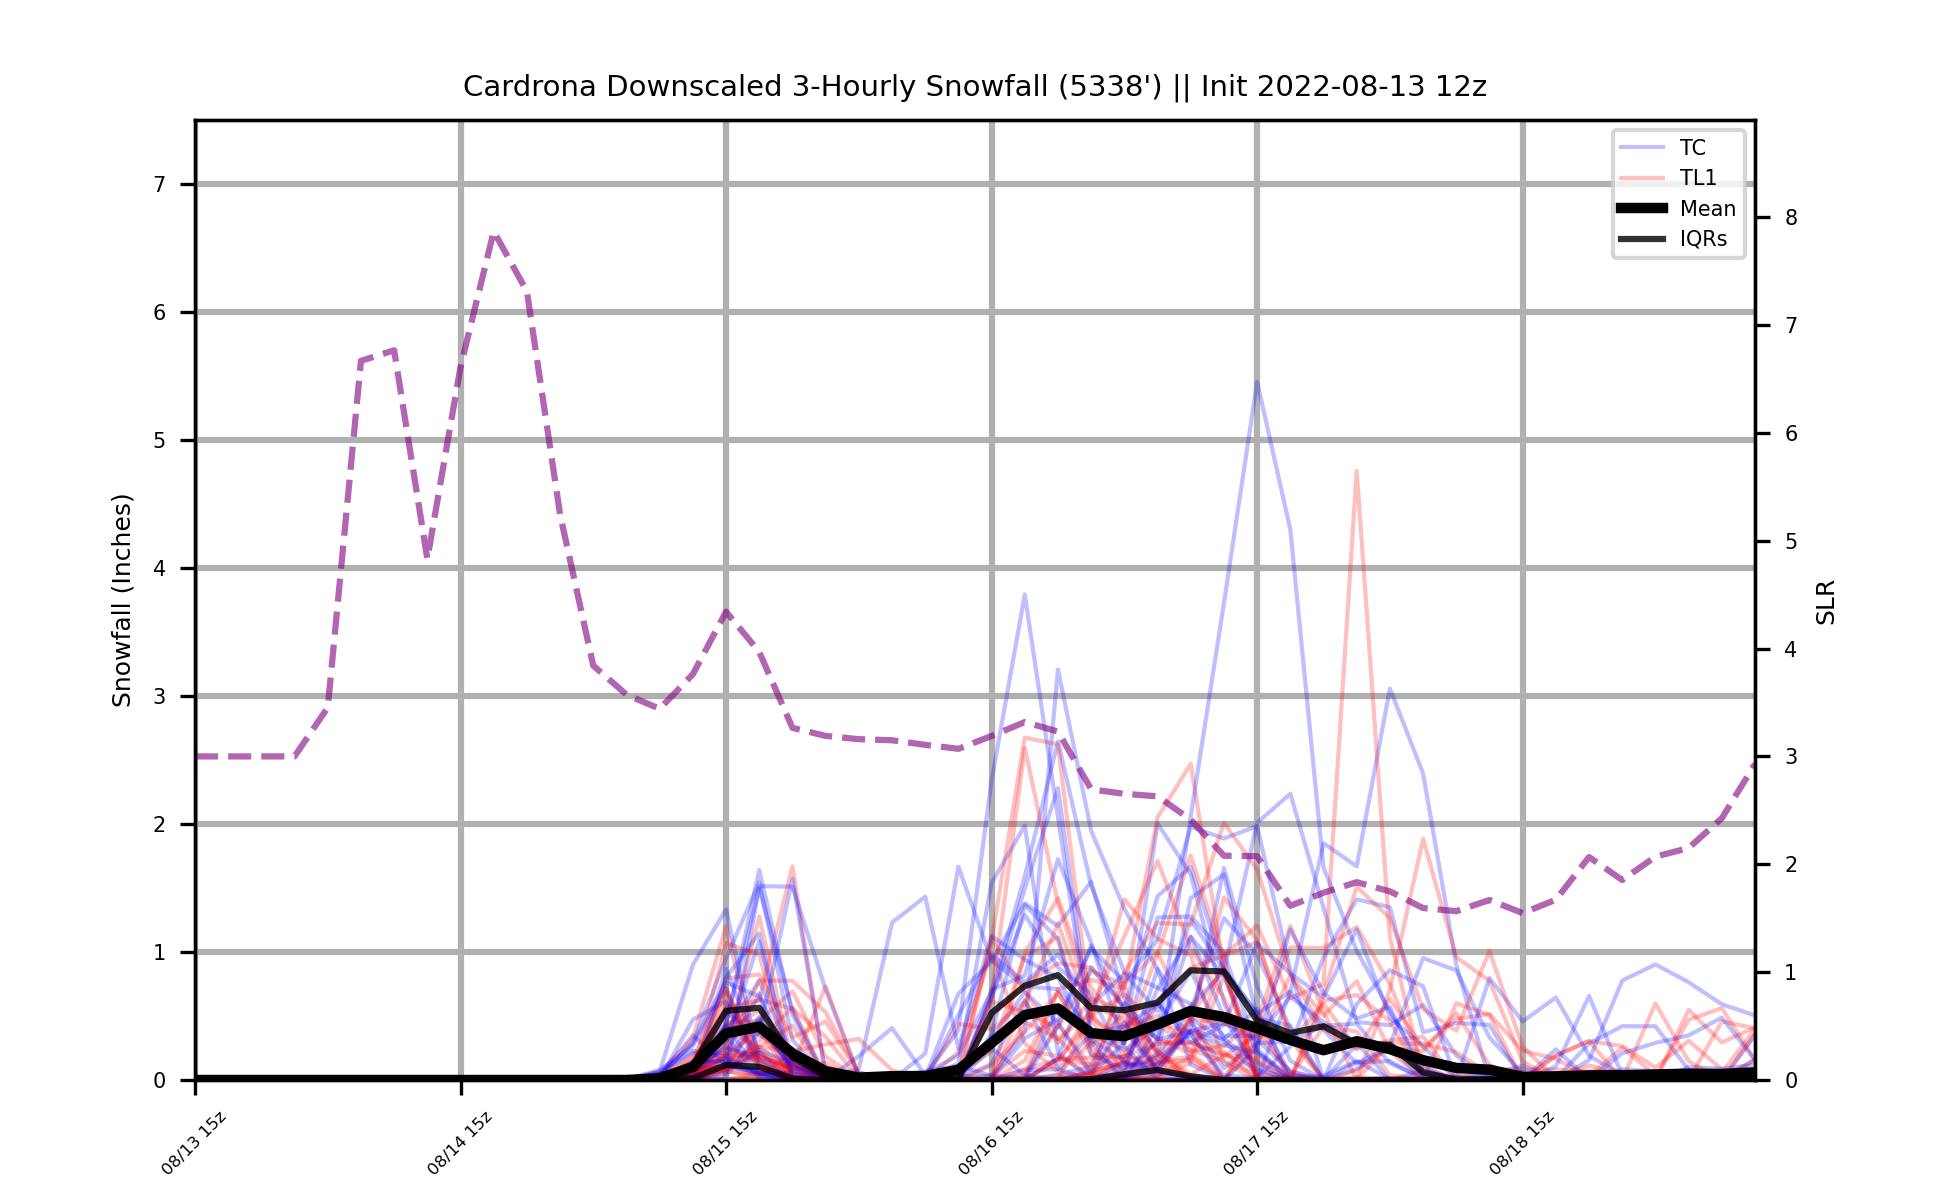 Cardrona Downscaled 3-Hourly Snowfall (5338') || Init 2022-08-13 12z
TC
TL1
Mean
IQRs
Snowfall (Inches)
7
6
5
4
3
2
1
0
SLR
8
7
6
5
4
3
2
1
0
08/13 15z
08/14 15z
08/15 15z
08/16 15z
08/17 15z
08/18 15z